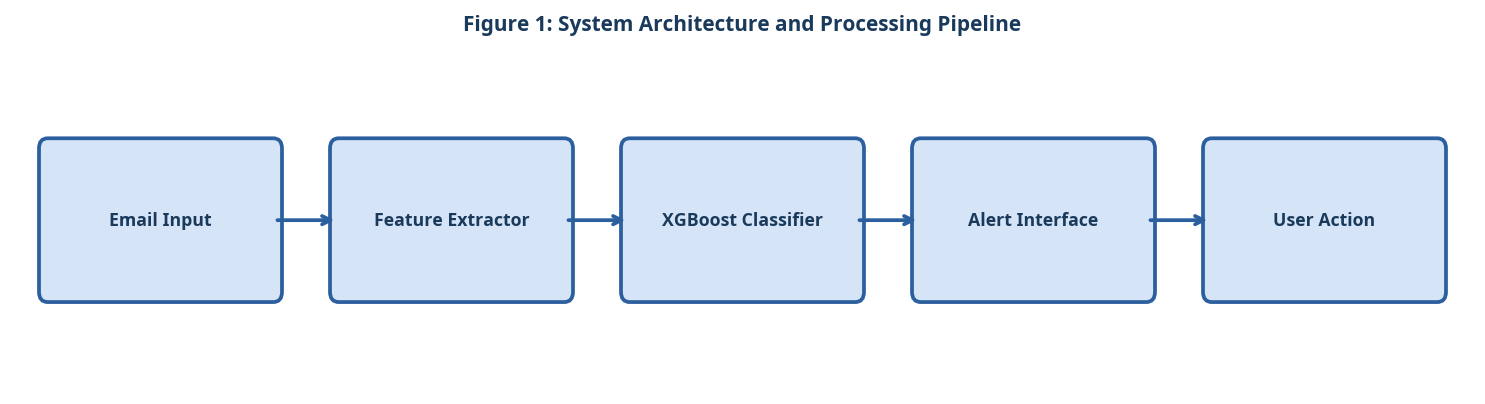 Figure 1: System Architecture and Processing Pipeline
Email Input
Feature Extractor
XGBoost Classifier
Alert Interface
User Action